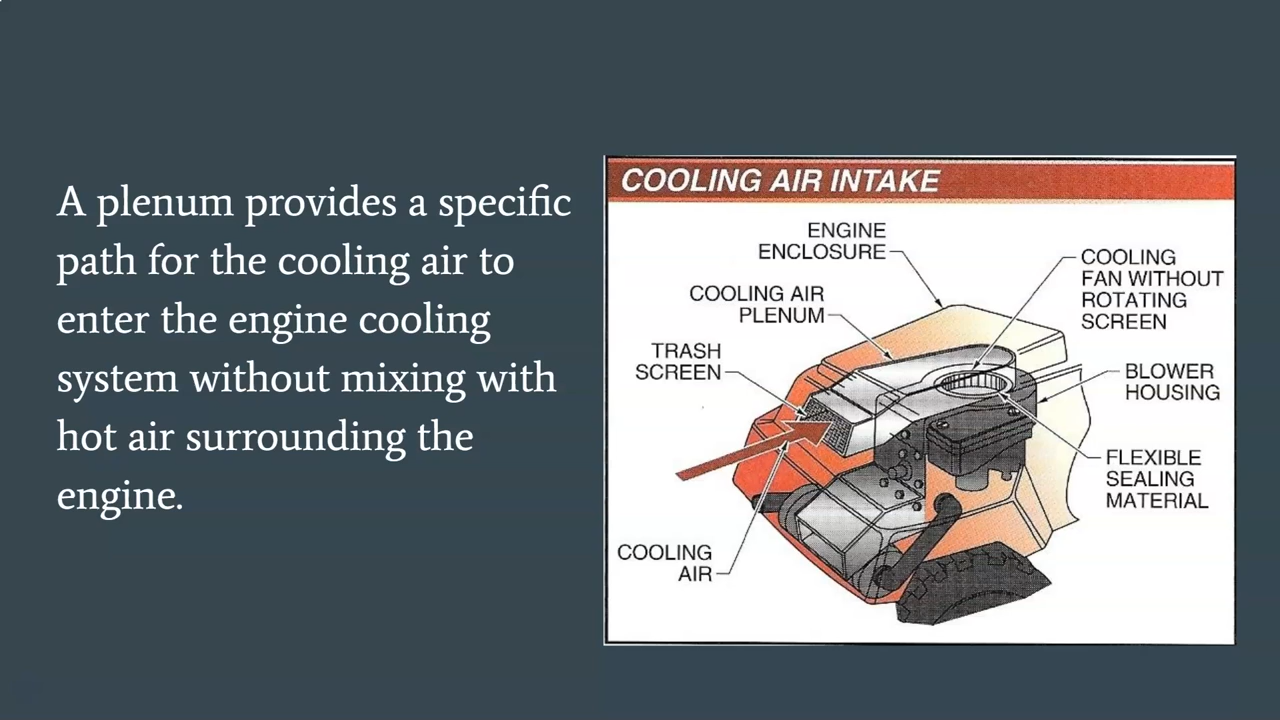 A plenum provides a specific
path for the cooling air to
enter the engine cooling
system without mixing with
hot air surrounding the
engine.
COOLING AIR INTAKE
ENGINE
ENCLOSURE
COOLING AIR
PLENUM
TRASH
SCREEN
COOLING
AIR
COOLING
FAN WITHOUT
ROTATING
SCREEN
BLOWER
HOUSING
FLEXIBLE
SEALING
MATERIAL